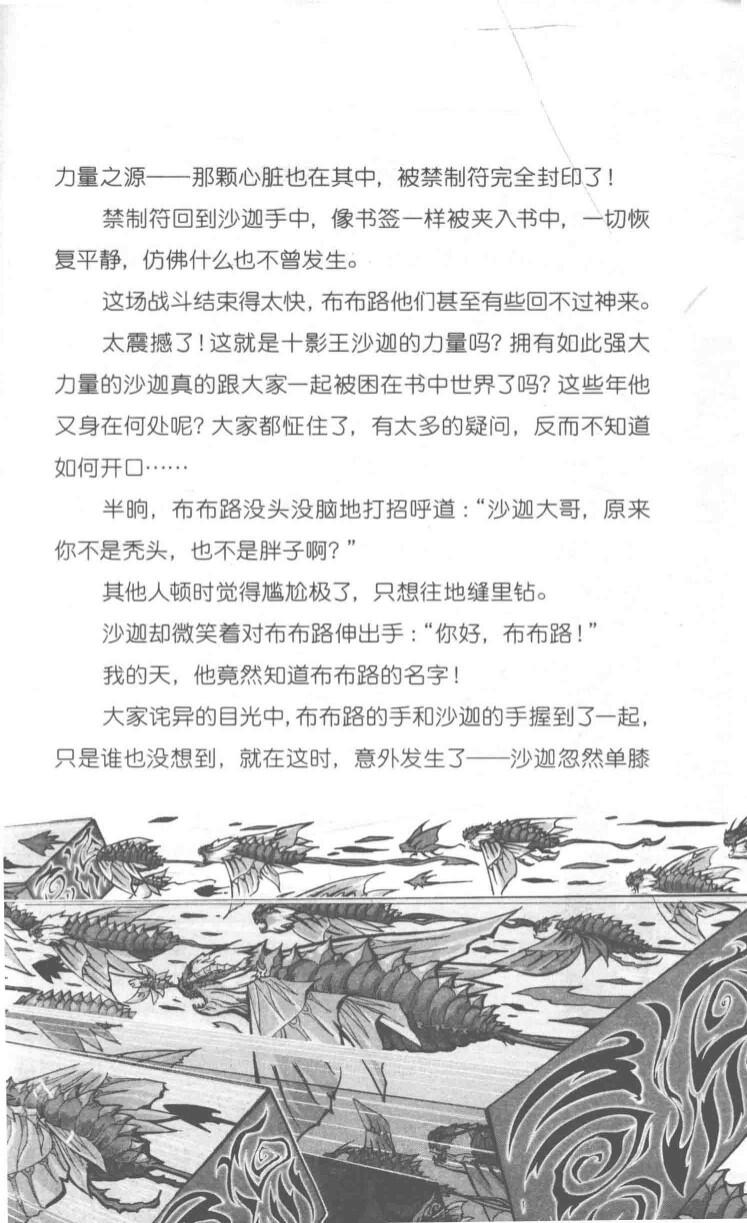 力量之源——那颗心脏也在其中，被禁制符完全封印了！
禁制符回到沙迦手中，像书签一样被夹入书中，一切恢
复平静，仿佛什么也不曾发生。
这场战斗结束得太快，布布路他们甚至有些回不过神来。
太震撼了！这就是十影王沙迦的力量吗？拥有如此强大
力量的沙迦真的跟大家一起被困在书中世界了吗？这些年他
又身在何处呢？大家都怔住了，有太多的疑问，反而不知道
如何开口……
半晌，布布路没头没脑地打招呼道：“沙迦大哥，原来
你不是秃头，也不是胖子啊？”
其他人顿时觉得尴尬极了，只想往地缝里钻。
沙迦却微笑着对布布路伸出手：“你好，布布路！”
我的天，他竟然知道布布路的名字！
大家诧异的目光中，布布路的手和沙迦的手握到了一起，
只是谁也没想到，就在这时，意外发生了——沙迦忽然单膝